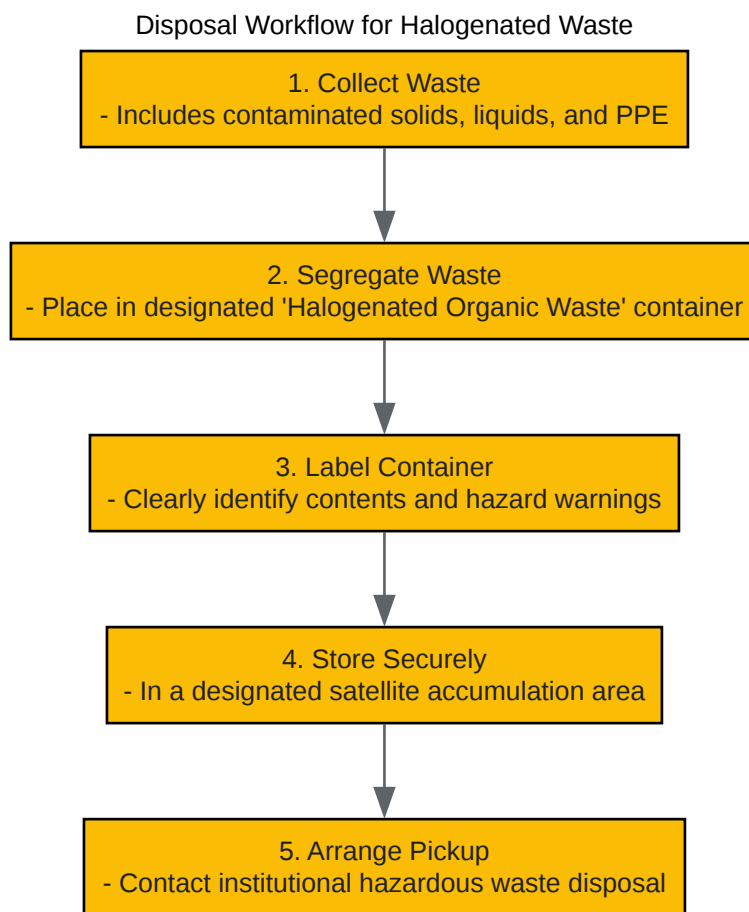 Disposal Workflow for Halogenated Waste
1. Collect Waste
- Includes contaminated solids, liquids, and PPE
2. Segregate Waste
- Place in designated 'Halogenated Organic Waste' container
3. Label Container
- Clearly identify contents and hazard warnings
4. Store Securely
- In a designated satellite accumulation area
5. Arrange Pickup
- Contact institutional hazardous waste disposal